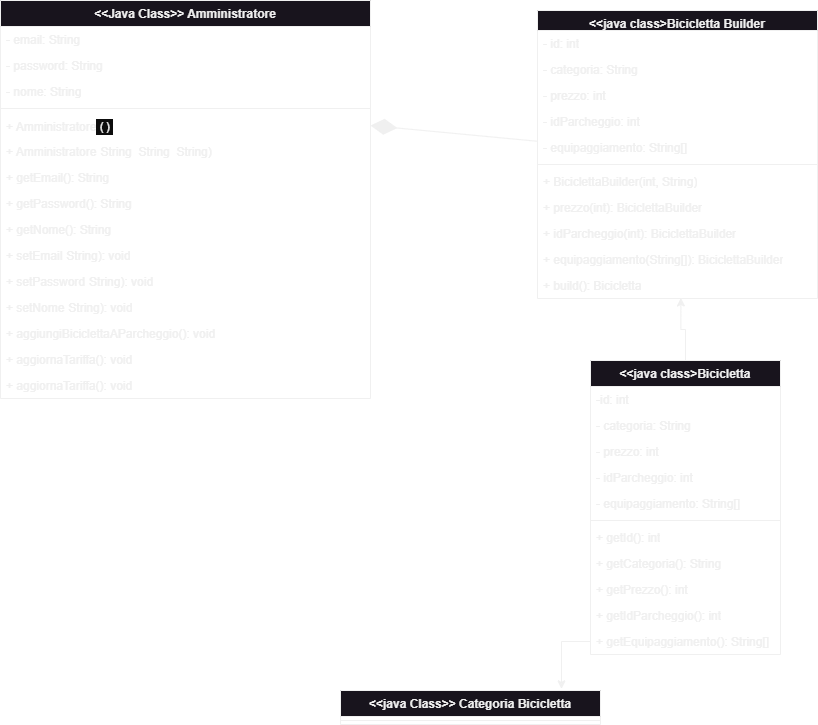 <<Java Class>> Amministratore
- email: String
- password: String
- nome: String
+ Amministratore()
+ Amministratore String String String)
+ getEmail(): String
+ getPassword(): String
+ getNome(): String
+ setEmail String): void
+ setPassword String): void
+ setNome String): void
+ aggiungiBiciclettaAParcheggio(): void
+ aggiornaTariffa(): void
+ aggiornaTariffa(): void
<<java class>Bicicletta Builder
- id: int
- categoria: String
- prezzo: int
- idParcheggio: int
- equipaggiamento: String[]
+ BiciclettaBuilder(int, String)
+ prezzo(int): BiciclettaBuilder
+ idParcheggio(int): BiciclettaBuilder
+ equipaggiamento(String[]): BiciclettaBuilder
+ build(): Bicicletta
<<java class>Bicicletta
-id: int
- categoria: String
- prezzo: int
- idParcheggio: int
- equipaggiamento: String[]
+ getId(): int
+ getCategoria(): String
+ getPrezzo(): int
+ getIdParcheggio(): int
+ getEquipaggiamento(): String[]
<<java Class>> Categoria Bicicletta